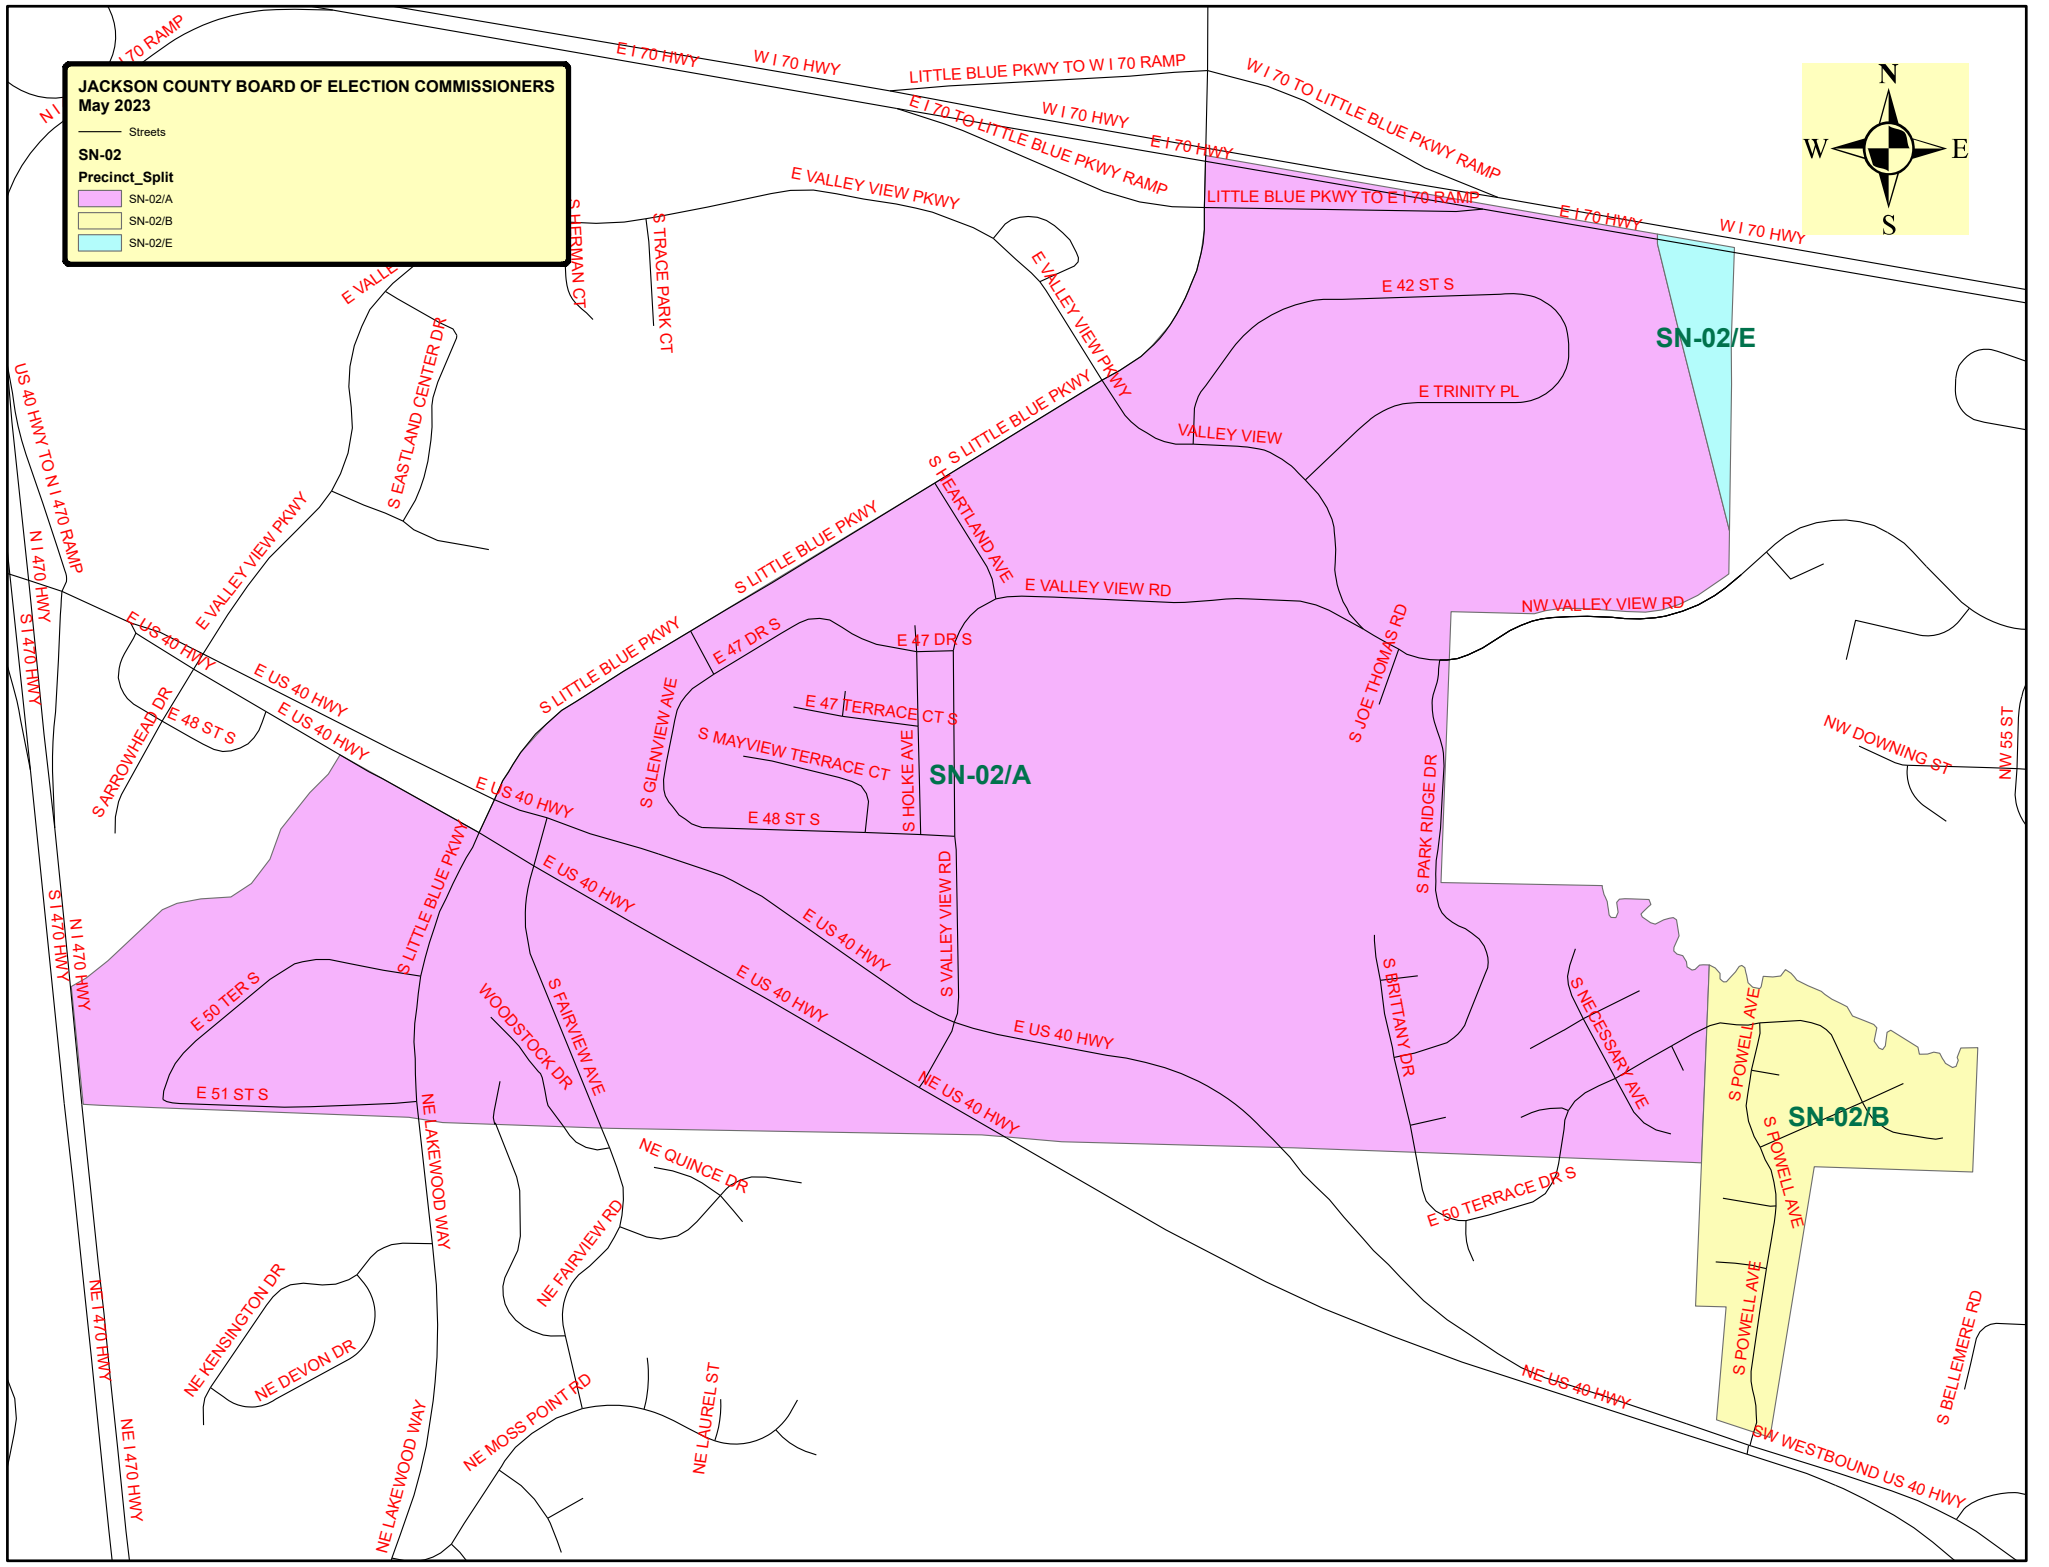 70 RAMP
N I
JACKSON COUNTY BOARD OF ELECTION COMMISSIONERS
May 2023
Streets
SN-02
Precinct_Split
SN-02/A
SN-02/B
SN-02/E
N
W
E
S
E I 70 HWY
W I 70 HWY
LITTLE BLUE PKWY TO W I 70 RAMP
W I 70 TO LITTLE BLUE PKWY RAMP
E I 70 TO LITTLE BLUE PKWY RAMP
W I 70 HWY
E I 70 HWY
LITTLE BLUE PKWY TO E I 70 RAMP
E I 70 HWY
W I 70 HWY
E VALLEY VIEW PKWY
S HERMAN CT
S TRACE PARK CT
E VALLE
E VALLEY VIEW PKWY
E 42 ST S
SN-02/E
S EASTLAND CENTER DR
E TRINITY PL
US 40 HWY TO N I 470 RAMP
S LITTLE BLUE PKWY
VALLEY VIEW
S HEARTLAND AVE
E VALLEY VIEW PKWY
S LITTLE BLUE PKWY
N I 470 HWY
S I 470 HWY
E VALLEY VIEW RD
NW VALLEY VIEW RD
E US 40 HWY
S LITTLE BLUE PKWY
E 47 DR S
E 47 DR S
S JOE THOMAS RD
E US 40 HWY
S ARROWHEAD DR
E 48 ST S
E US 40 HWY
S GLENVIEW AVE
E 47 TERRACE CT S
S MAYVIEW TERRACE CT
S HOLKE AVE
SN-02/A
NW DOWNING ST
NW 55 ST
E US 40 HWY
E 48 ST S
S PARK RIDGE DR
S LITTLE BLUE PKWY
E US 40 HWY
S VALLEY VIEW RD
E US 40 HWY
S I 470 HWY
N I 470 HWY
E 50 TER S
WOODSTOCK DR
S FAIRVIEW AVE
E US 40 HWY
E US 40 HWY
S BRITTANY DR
S NECESSARY AVE
S POWELL AVE
E 51 ST S
NE US 40 HWY
SN-02/B
S POWELL AVE
NE LAKEWOOD WAY
NE QUINCE DR
E 50 TERRACE DR S
NE FAIRVIEW RD
NE I 470 HWY
NE KENSINGTON DR
NE DEVON DR
S POWELL AVE
S BELLEMERE RD
NE US 40 HWY
NE MOSS POINT RD
NE LAUREL ST
NE I 470 HWY
NE LAKEWOOD WAY
SW WESTBOUND US 40 HWY